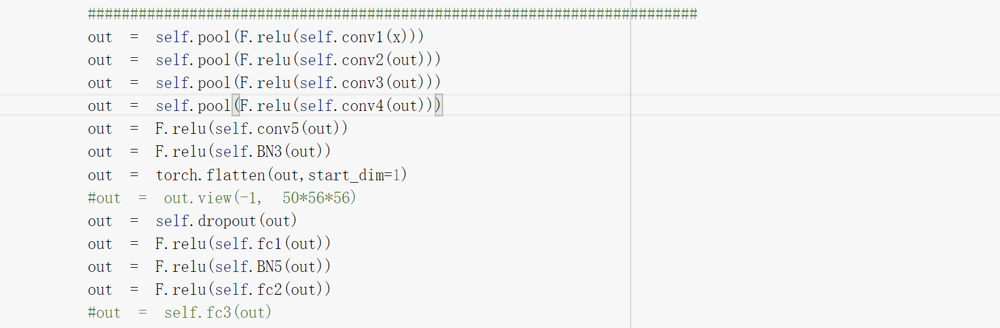 ########################################################################
out = self.pool(F.relu(self.conv1(x)))
out = self.pool(F.relu(self.conv2(out)))
out = self.pool(F.relu(self.conv3(out)))
out = self.pool(F.relu(self.conv4(out)))
out = F.relu(self.conv5(out))
out = F.relu(self.BN3(out))
out = torch.flatten(out,start_dim=1)
#out = out.view(-1, 50*56*56)
out = self.dropout(out)
out = F.relu(self.fc1(out))
out = F.relu(self.BN5(out))
out = F.relu(self.fc2(out))
#out = self.fc3(out)